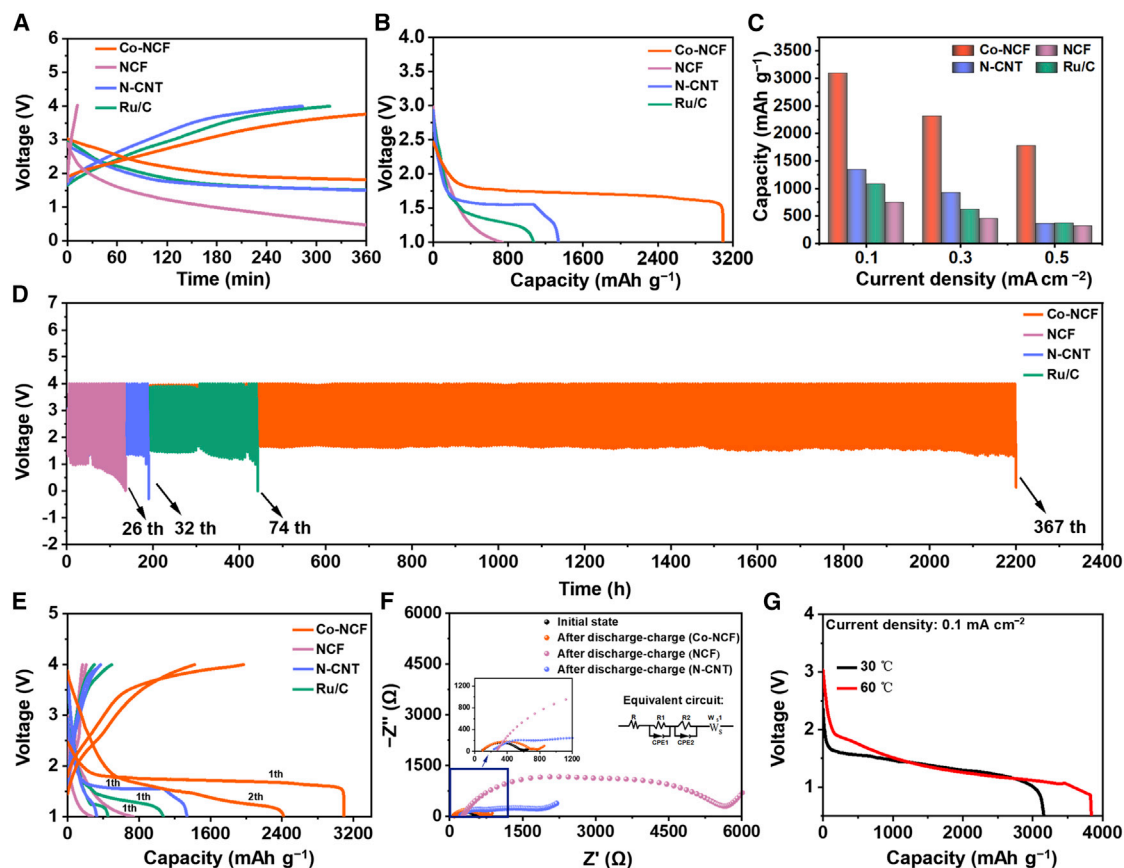 A
Voltage (V)
6
5
4
3
2
1
0
0 60 120 180 240 300 360
Time (min)
Co-NCF
NCF
N-CNT
Ru/C
B
Voltage (V)
4.0
3.5
3.0
2.5
2.0
1.5
1.0
0 800 1600 2400 3200
Capacity (mAh g⁻¹)
Co-NCF
NCF
N-CNT
Ru/C
C
Capacity (mAh g⁻¹)
3500
3000
2500
2000
1500
1000
500
0
0.1 0.3 0.5
Current density (mA cm⁻²)
Co-NCF NCF
N-CNT Ru/C
D
Voltage (V)
7
6
5
4
3
2
1
0
-1
-2
0 200 400 600 800 1000 1200 1400 1600 1800 2000 2200 2400
Time (h)
Co-NCF
NCF
N-CNT
Ru/C
26 th
32 th
74 th
367 th
E
Voltage (V)
5
4
3
2
1
0 800 1600 2400 3200 4000
Capacity (mAh g⁻¹)
Co-NCF
NCF
N-CNT
Ru/C
1th
1th
1th
2th
F
−Z'' (Ω)
6000
4500
3000
1500
0
0 1500 3000 4500 6000
Z' (Ω)
Initial state
After discharge-charge (Co-NCF)
After discharge-charge (NCF)
After discharge-charge (N-CNT)
1200
800
400
0
0 400 800 1200
Equivalent circuit:
R R1 R2 W_s1
CPE1 CPE2
W_s
G
Voltage (V)
4
3
2
1
0 1000 2000 3000 4000
Capacity (mAh g⁻¹)
Current density: 0.1 mA cm⁻²
30 ℃
60 ℃